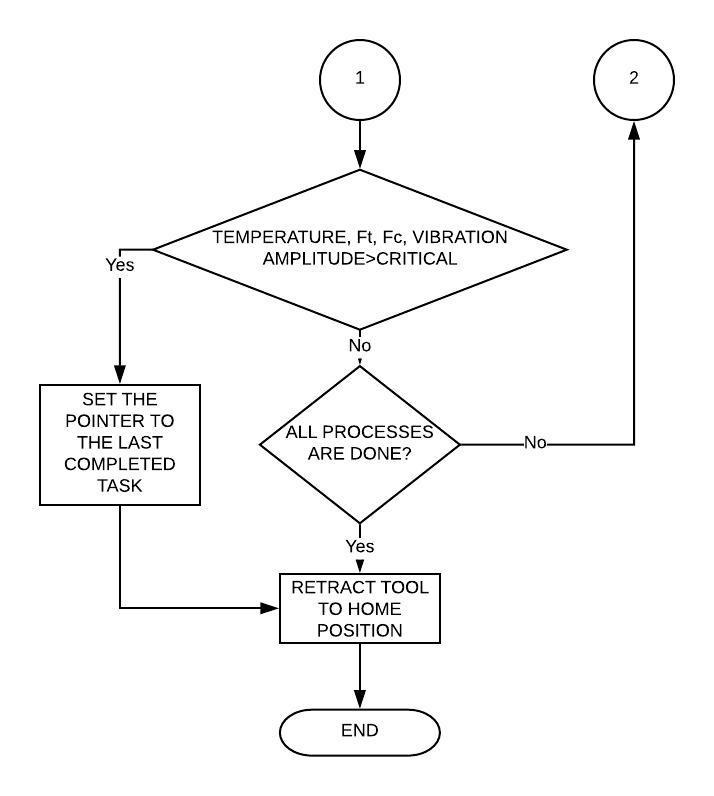 1
2
TEMPERATURE, Ft, Fc, VIBRATION
AMPLITUDE>CRITICAL
Yes
No
SET THE
POINTER TO
THE LAST
COMPLETED
TASK
ALL PROCESSES
ARE DONE?
No
Yes
RETRACT TOOL
TO HOME
POSITION
END